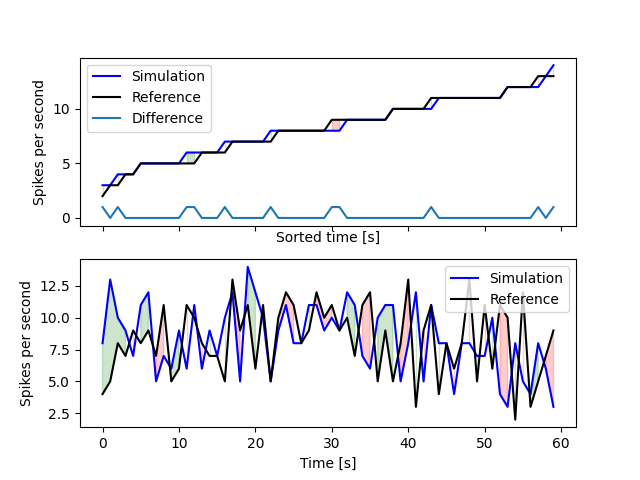 Spikes per second
10
5
0
Simulation
Reference
Difference
Sorted time [s]
Spikes per second
12.5
10.0
7.5
5.0
2.5
Simulation
Reference
0 10 20 30 40 50 60
Time [s]